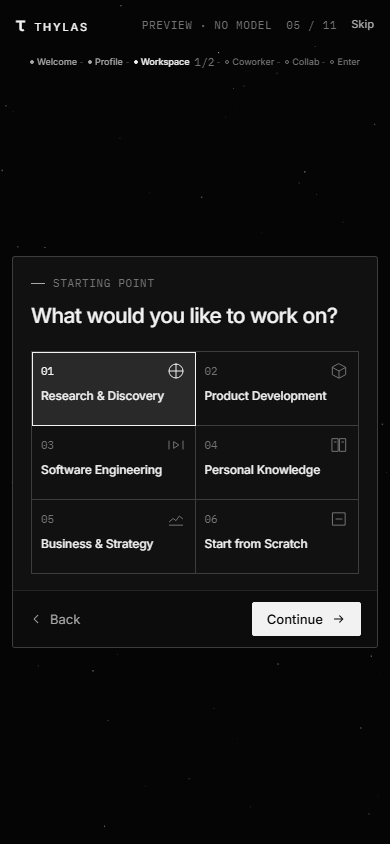 τ THYLAS PREVIEW · NO MODEL 05 / 11 Skip
Welcome Profile Workspace 1/2 Coworker Collab Enter
STARTING POINT
What would you like to work on?
01
Research & Discovery
02
Product Development
03
Software Engineering
04
Personal Knowledge
05
Business & Strategy
06
Start from Scratch
Back
Continue →